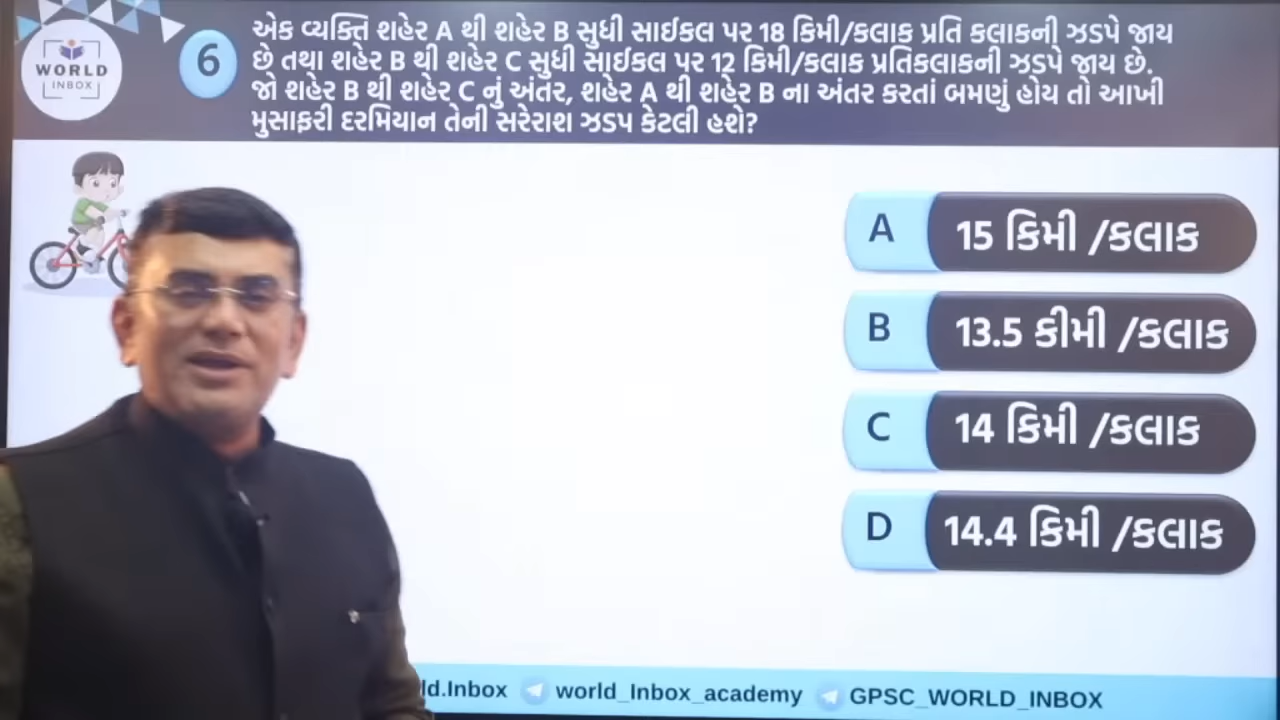 WORLD
INBOX
6
એક વ્યક્તિ શહેર A થી શહેર B સુધી સાઈકલ પર 18 કિમી/કલાક પ્રતિ કલાકની ઝડપે જાય
છે તથા શહેર B થી શહેર C સુધી સાઈકલ પર 12 કિમી/કલાક પ્રતિકલાકની ઝડપે જાય છે.
જો શહેર B થી શહેર C નું અંતર, શહેર A થી શહેર B ના અંતર કરતાં બમણું હોય તો આખી
મુસાફરી દરમિયાન તેની સરેરાશ ઝડપ કેટલી હશે?
A 15 કિમી /કલાક
B 13.5 કીમી /કલાક
C 14 કિમી /કલાક
D 14.4 કિમી /કલાક
ld.Inbox world_Inbox_academy GPSC_WORLD_INBOX